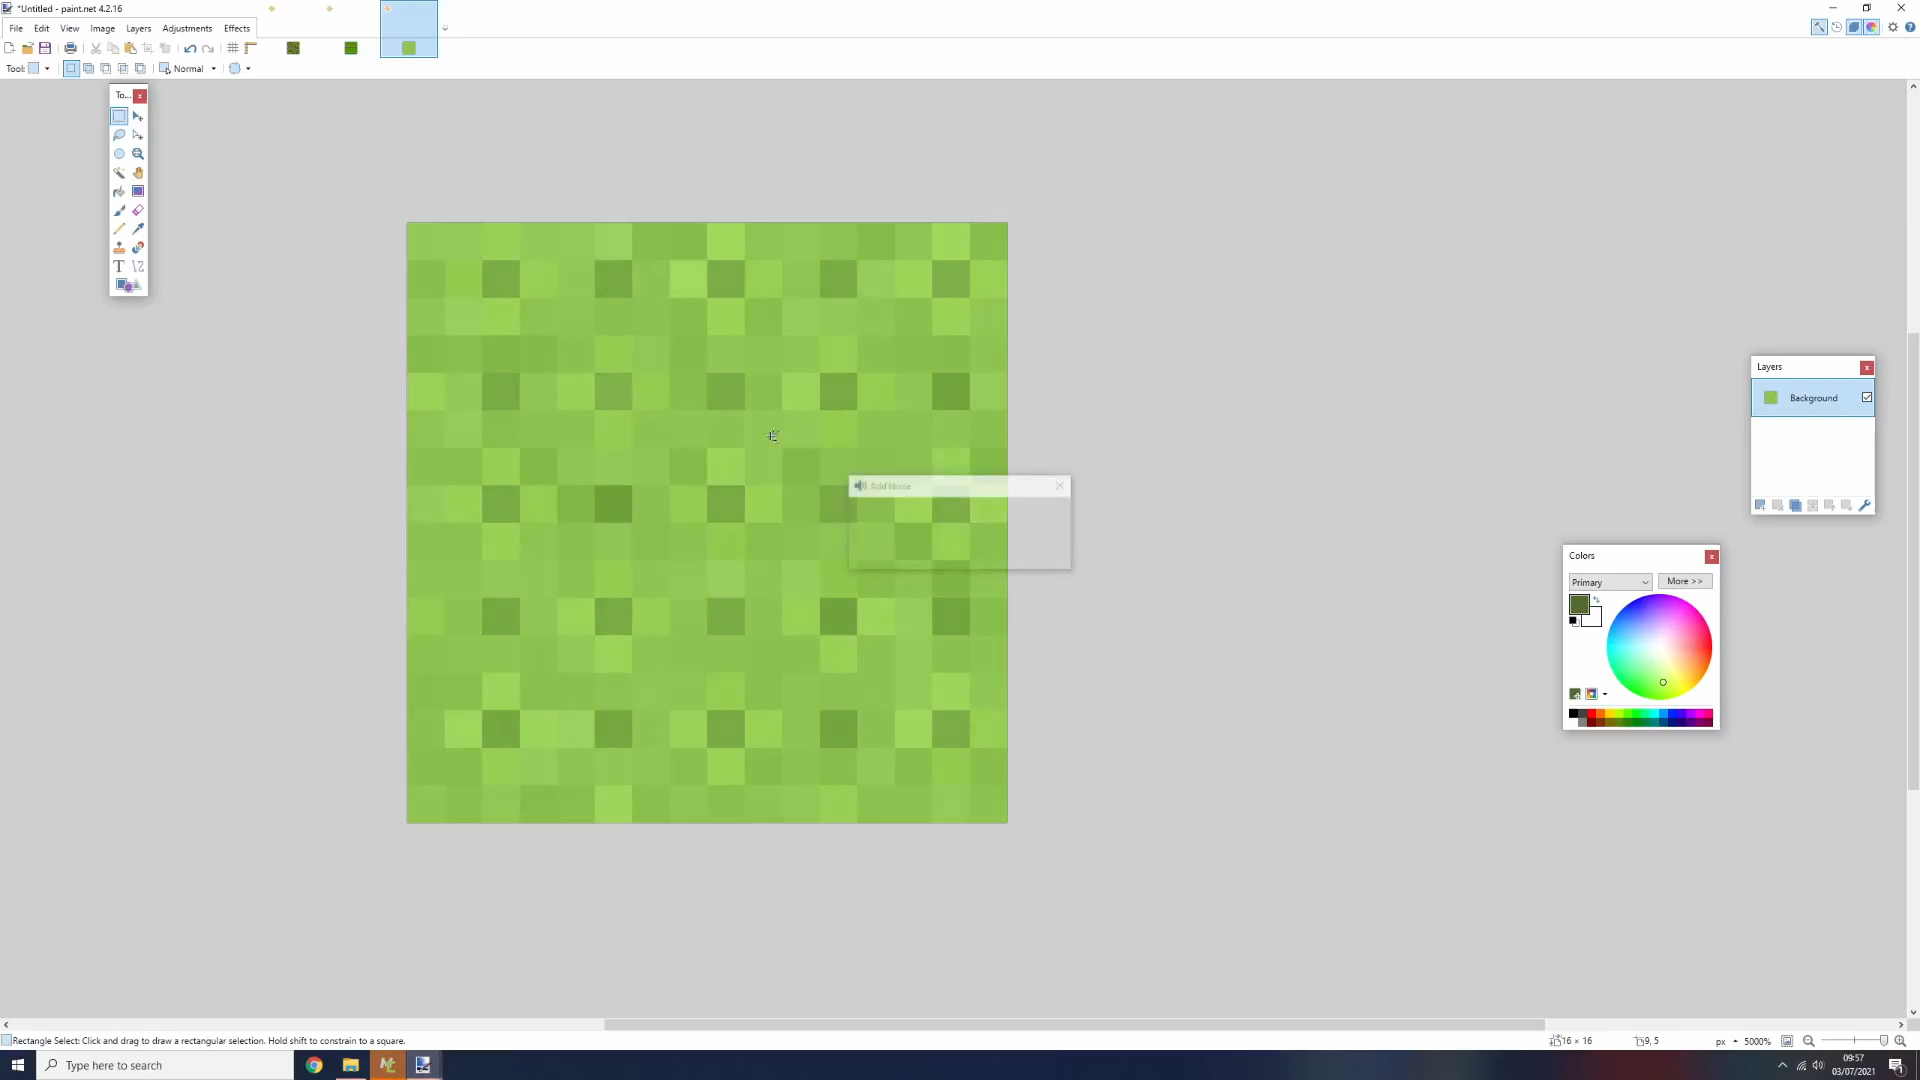 *Untitled - paint.net 4.2.16
File Edit View Image Layers Adjustments Effects
Tool: Normal
To...
Add Noise
Layers
Background
Colors
Primary More >>
Rectangle Select: Click and drag to draw a rectangular selection. Hold shift to constrain to a square.
16 × 16 9, 5 px 5000%
Type here to search
09:57
03/07/2021